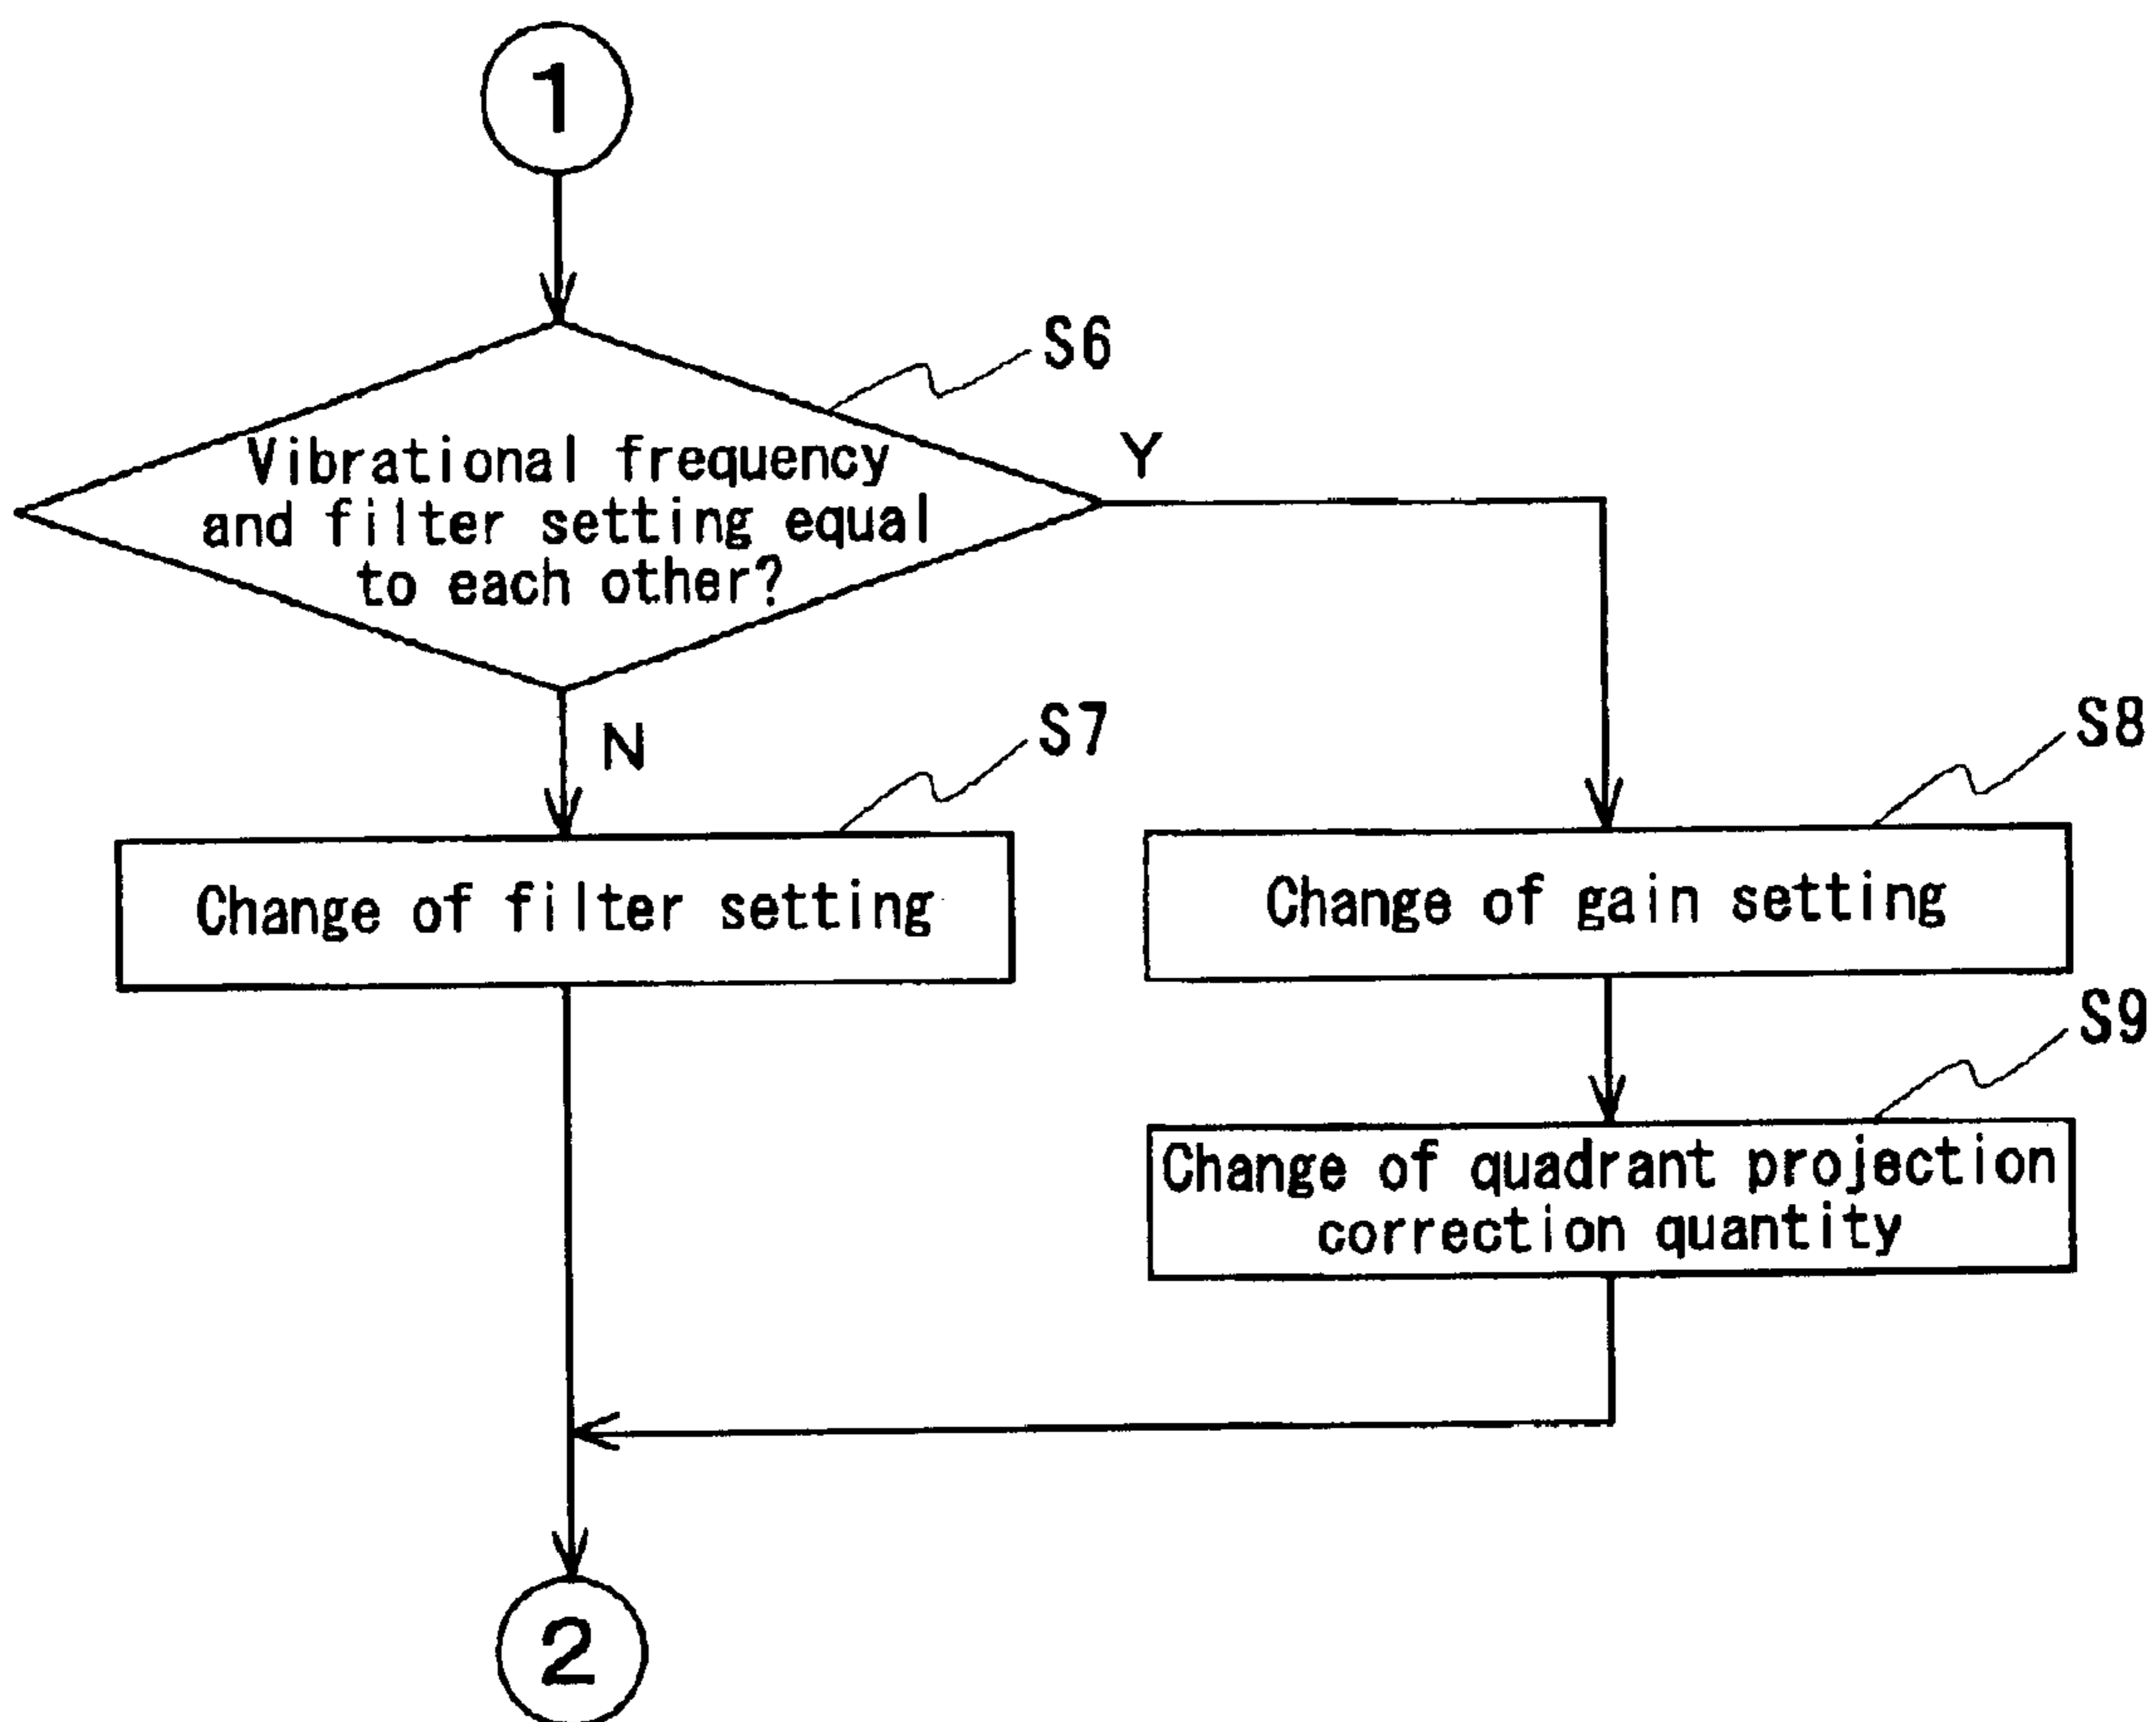 1
S6
Vibrational frequency
and filter setting equal
to each other?
Y
N
S7
Change of filter setting
S8
Change of gain setting
S9
Change of quadrant projection
correction quantity
2